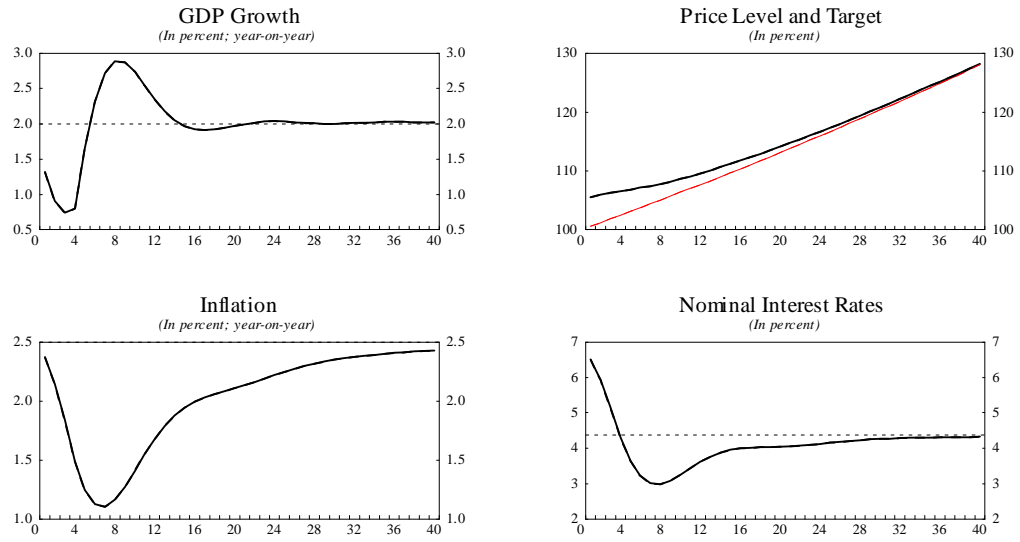 GDP Growth
(In percent; year-on-year)
3.0 3.0
2.5 2.5
2.0 2.0
1.5 1.5
1.0 1.0
0.5 0.5
0 4 8 12 16 20 24 28 32 36 40
Price Level and Target
(In percent)
130 130
120 120
110 110
100 100
0 4 8 12 16 20 24 28 32 36 40
Inflation
(In percent; year-on-year)
2.5 2.5
2.0 2.0
1.5 1.5
1.0 1.0
0 4 8 12 16 20 24 28 32 36 40
Nominal Interest Rates
(In percent)
7 7
6 6
5 5
4 4
3 3
2 2
0 4 8 12 16 20 24 28 32 36 40